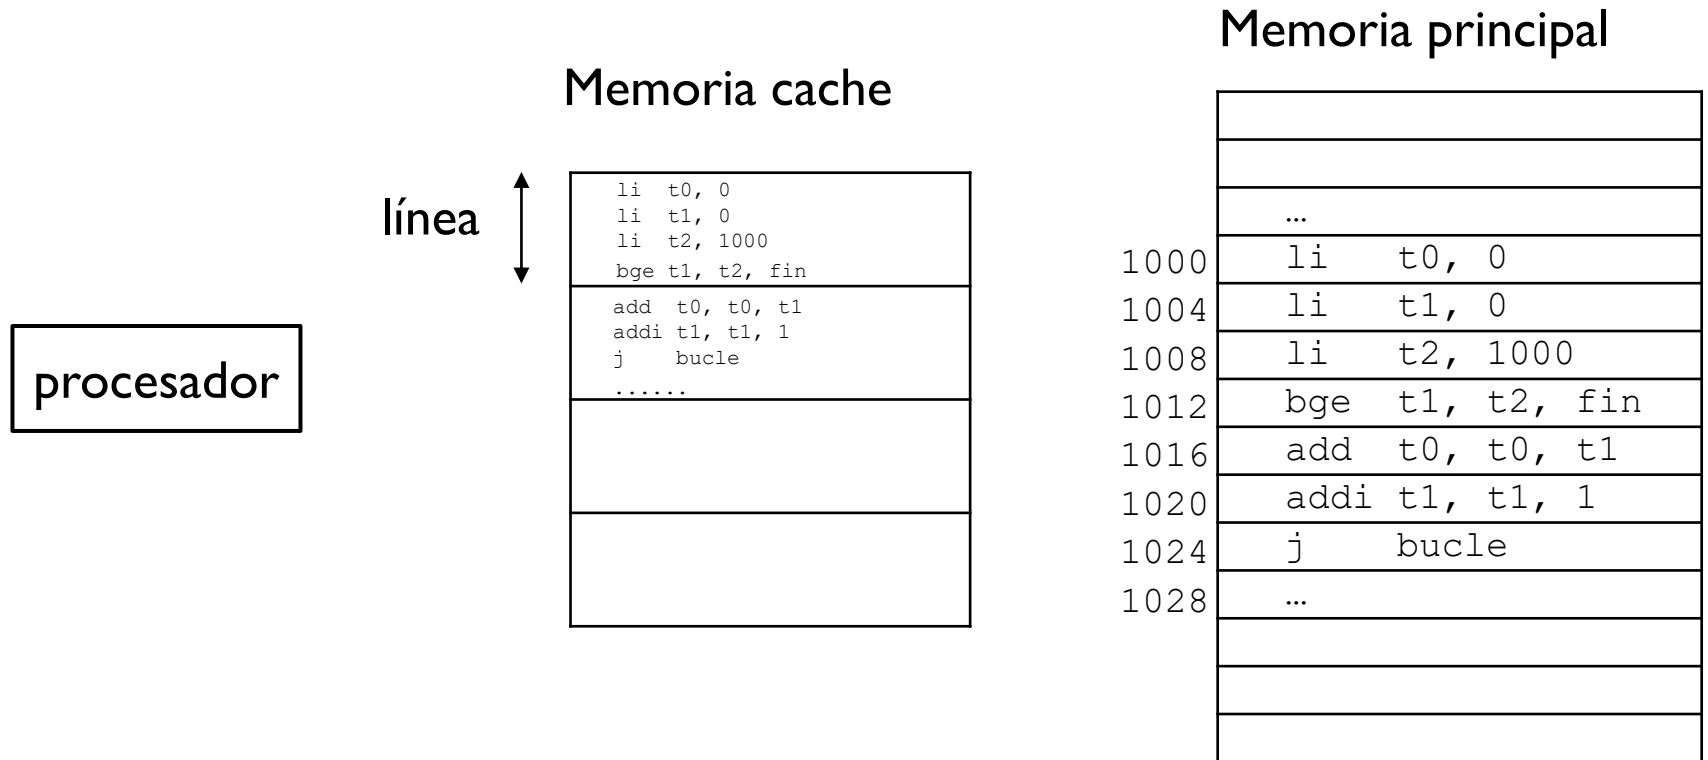 Memoria principal
Memoria cache
línea
procesador
li t0, 0
li t1, 0
li t2, 1000
bge t1, t2, fin
add t0, t0, t1
addi t1, t1, 1
j bucle
......
…
1000 li t0, 0
1004 li t1, 0
1008 li t2, 1000
1012 bge t1, t2, fin
1016 add t0, t0, t1
1020 addi t1, t1, 1
1024 j bucle
1028 …